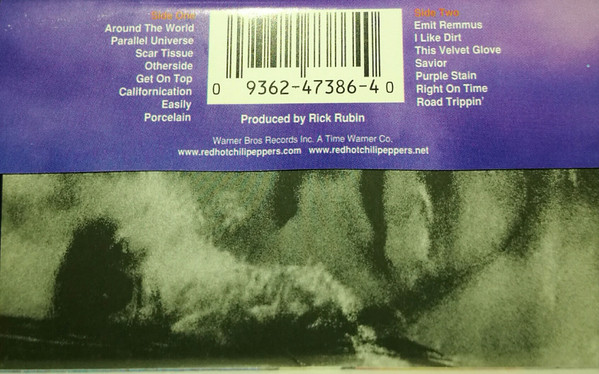 Side One
Around The World
Parallel Universe
Scar Tissue
Otherside
Get On Top
Californication
Easily
Porcelain
0 9362-47386-4 0
Produced by Rick Rubin
Warner Bros Records Inc. A Time Warner Co.
www.redhotchilipeppers.com www.redhotchilipeppers.net
Side Two
Emit Remmus
I Like Dirt
This Velvet Glove
Savior
Purple Stain
Right On Time
Road Trippin'